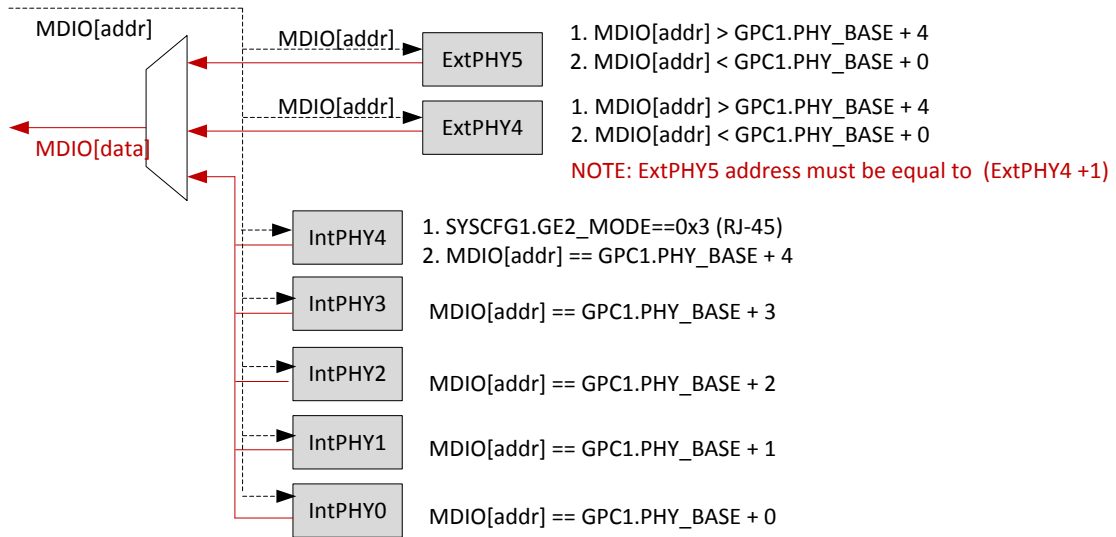 MDIO[addr]
MDIO[addr]
ExtPHY5
1. MDIO[addr] > GPC1.PHY_BASE + 4
2. MDIO[addr] < GPC1.PHY_BASE + 0
MDIO[addr]
ExtPHY4
1. MDIO[addr] > GPC1.PHY_BASE + 4
2. MDIO[addr] < GPC1.PHY_BASE + 0
MDIO[data]
NOTE: ExtPHY5 address must be equal to (ExtPHY4 +1)
IntPHY4
1. SYSCFG1.GE2_MODE==0x3 (RJ-45)
2. MDIO[addr] == GPC1.PHY_BASE + 4
IntPHY3
MDIO[addr] == GPC1.PHY_BASE + 3
IntPHY2
MDIO[addr] == GPC1.PHY_BASE + 2
IntPHY1
MDIO[addr] == GPC1.PHY_BASE + 1
IntPHY0
MDIO[addr] == GPC1.PHY_BASE + 0